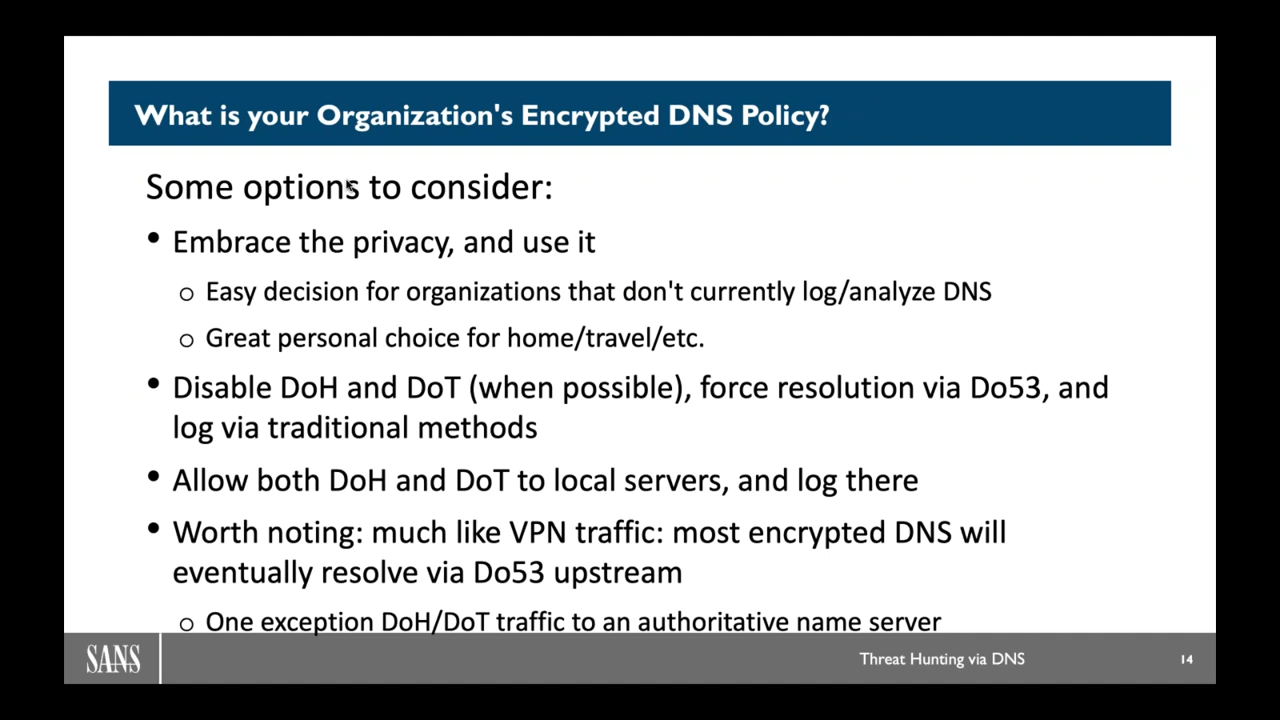 What is your Organization's Encrypted DNS Policy?
Some options to consider:
• Embrace the privacy, and use it
o Easy decision for organizations that don't currently log/analyze DNS
o Great personal choice for home/travel/etc.
• Disable DoH and DoT (when possible), force resolution via Do53, and
log via traditional methods
• Allow both DoH and DoT to local servers, and log there
• Worth noting: much like VPN traffic: most encrypted DNS will
eventually resolve via Do53 upstream
o One exception DoH/DoT traffic to an authoritative name server
SANS
Threat Hunting via DNS
14